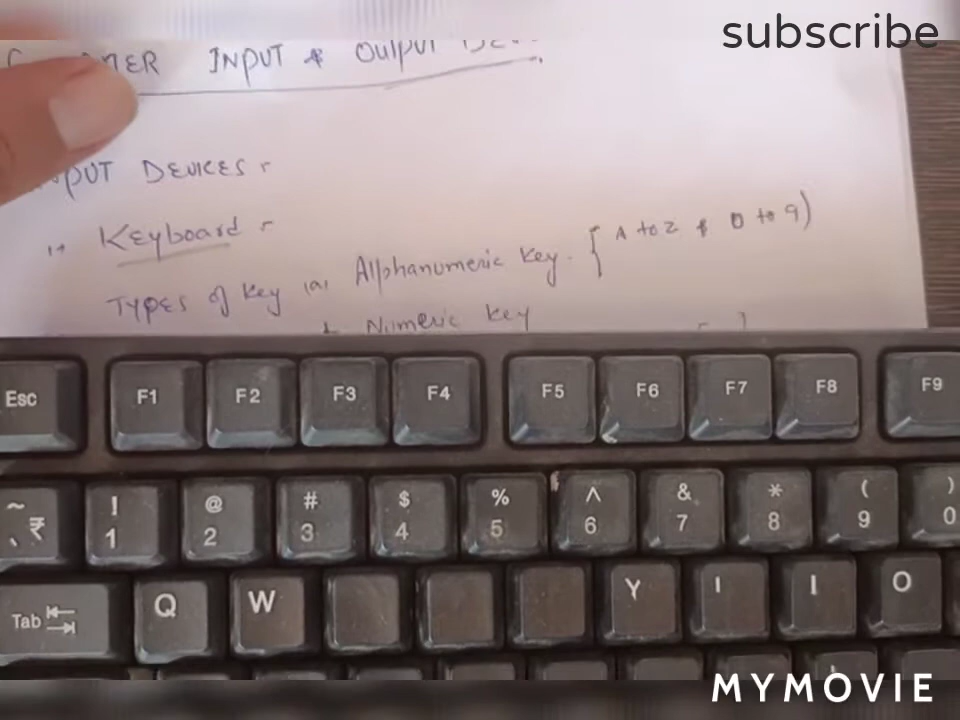 subscribe
INPUT & OUTPUT
INPUT DEVICES
Keyboard
Types of key (a) Alphanumeric key. { A to Z & 0 to 9)
Numeric key
Esc F1 F2 F3 F4 F5 F6 F7 F8 F9
~ ! @ # $ % ^ & * ( )
` ₹ 1 2 3 4 5 6 7 8 9 0
Tab Q W Y I O
MYMOVIE